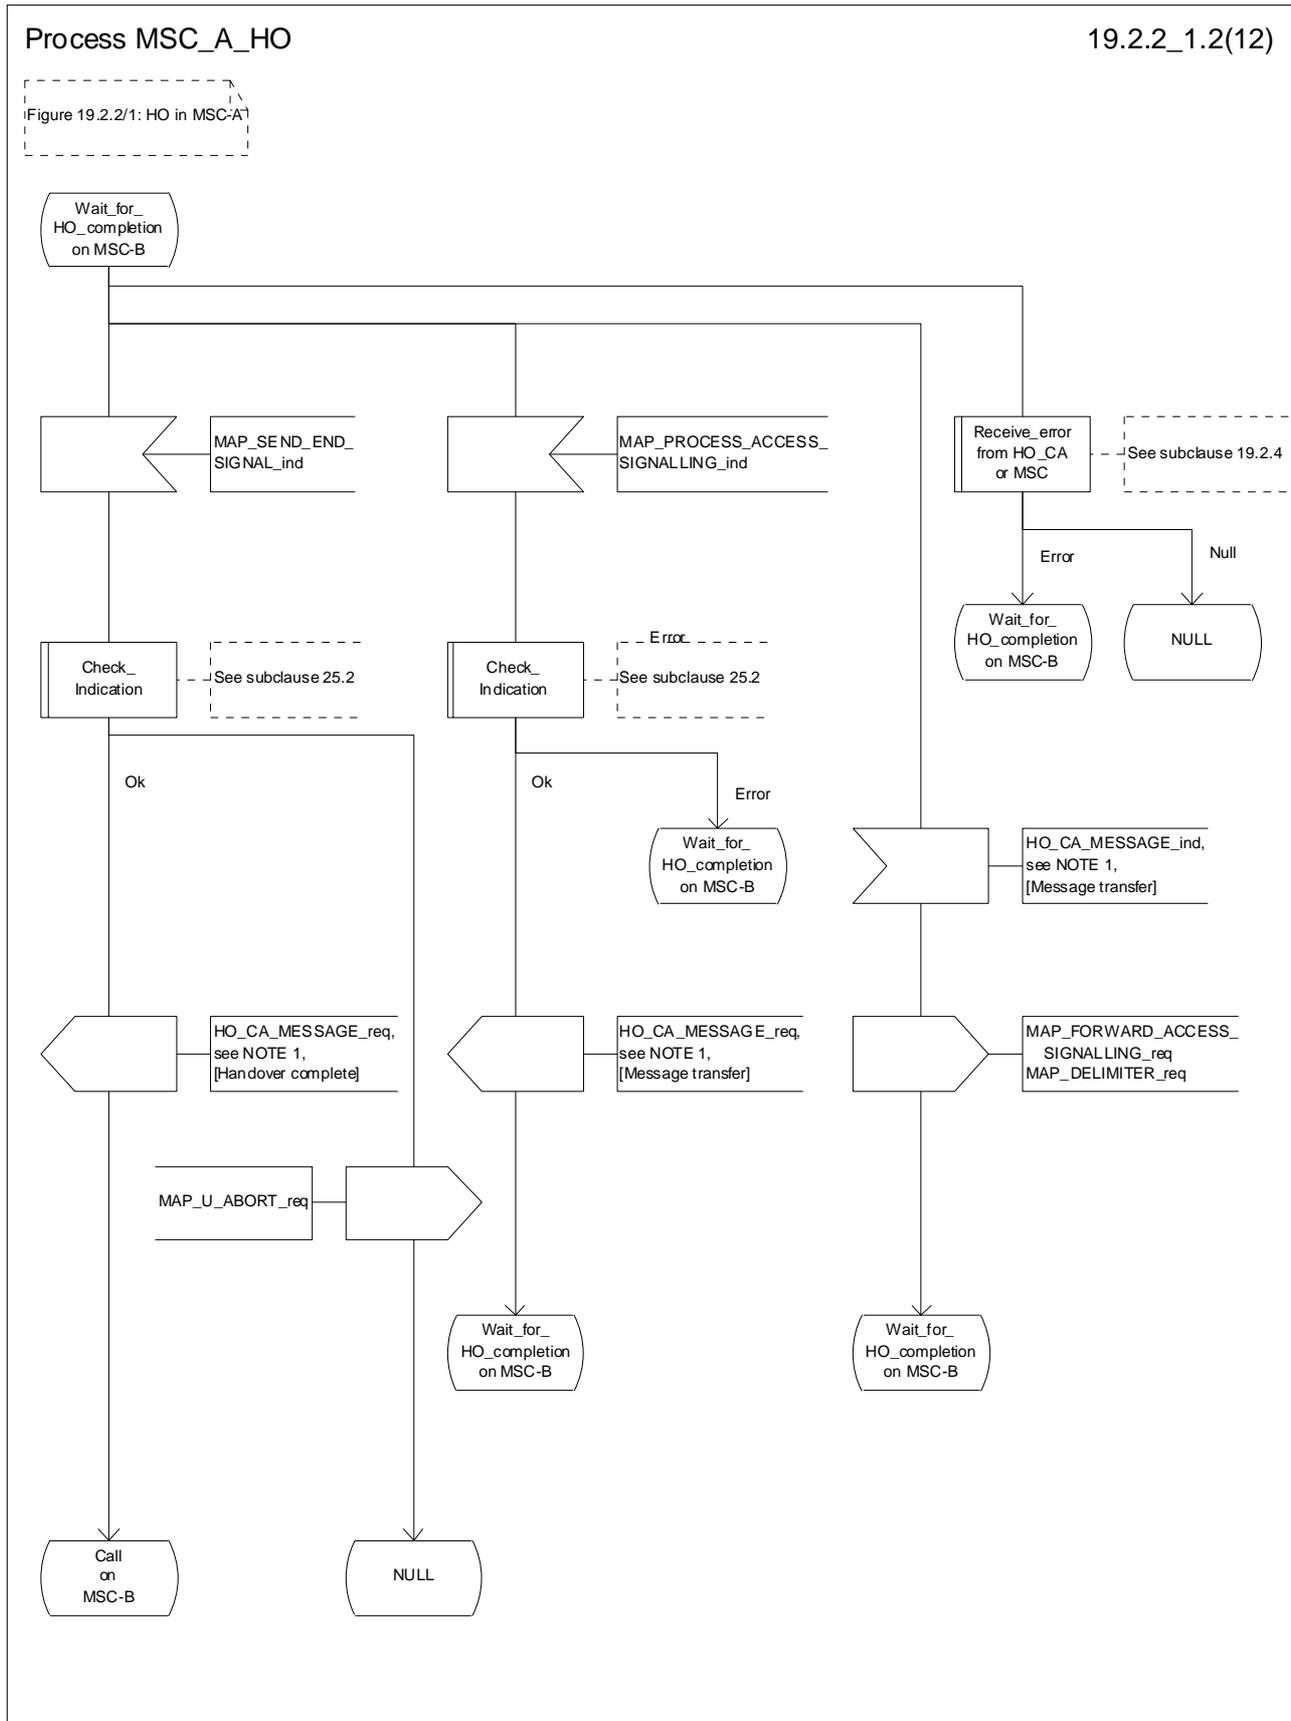 Process MSC_A_HO
19.2.2_1.2(12)
Figure 19.2.2/1: HO in MSC-A
Wait_for_
HO_completion
on MSC-B
MAP_SEND_END_
SIGNAL_ind
MAP_PROCESS_ACCESS_
SIGNALLING_ind
Receive_error
from HO_CA
or MSC
See subclause 19.2.4
Error
Null
Wait_for_
HO_completion
on MSC-B
NULL
Check_
Indication
See subclause 25.2
Error
Check_
Indication
See subclause 25.2
Ok
Ok
Error
Wait_for_
HO_completion
on MSC-B
HO_CA_MESSAGE_ind,
see NOTE 1,
[Message transfer]
HO_CA_MESSAGE_req,
see NOTE 1,
[Handover complete]
HO_CA_MESSAGE_req,
see NOTE 1,
[Message transfer]
MAP_FORWARD_ACCESS_
SIGNALLING_req
MAP_DELIMITER_req
MAP_U_ABORT_req
Wait_for_
HO_completion
on MSC-B
Wait_for_
HO_completion
on MSC-B
Call
on
MSC-B
NULL